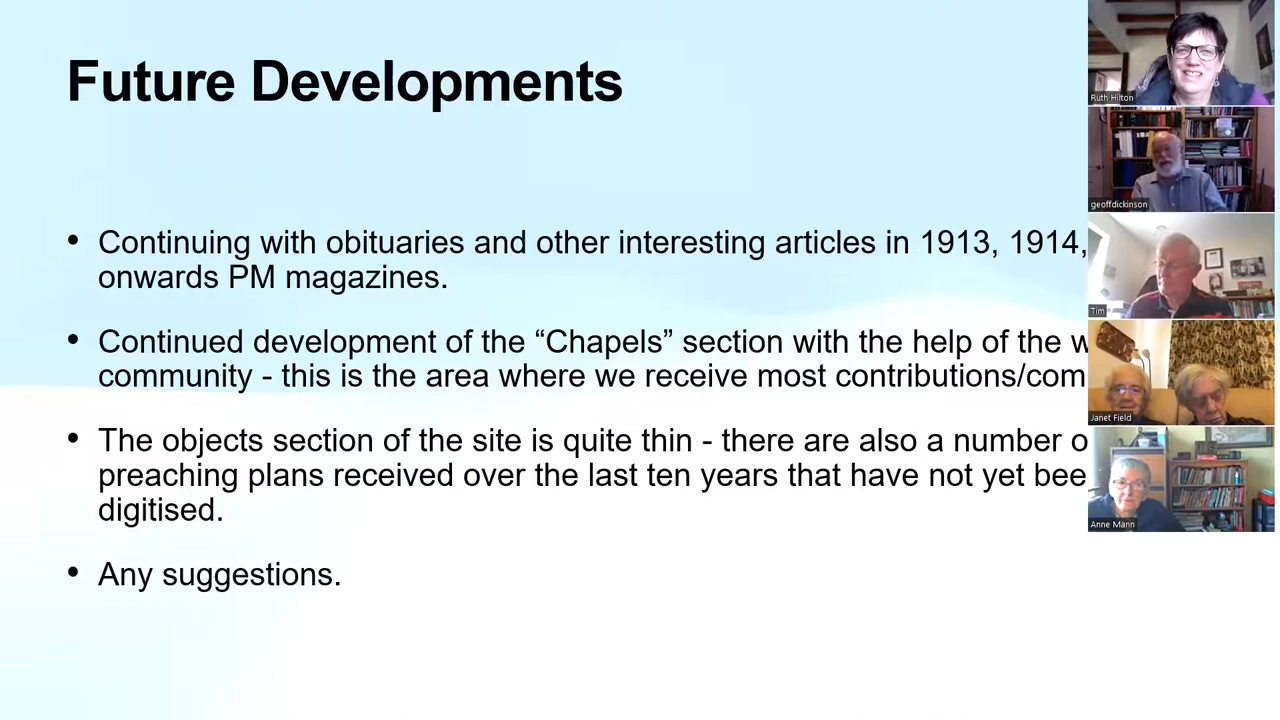 Future Developments
• Continuing with obituaries and other interesting articles in 1913, 1914,
onwards PM magazines.
• Continued development of the “Chapels” section with the help of the
community - this is the area where we receive most contributions/com
• The objects section of the site is quite thin - there are also a number
preaching plans received over the last ten years that have not yet
digitised.
• Any suggestions.
Ruth Hilton
geoffdickinson
Tim
Janet Field
Anne Mann